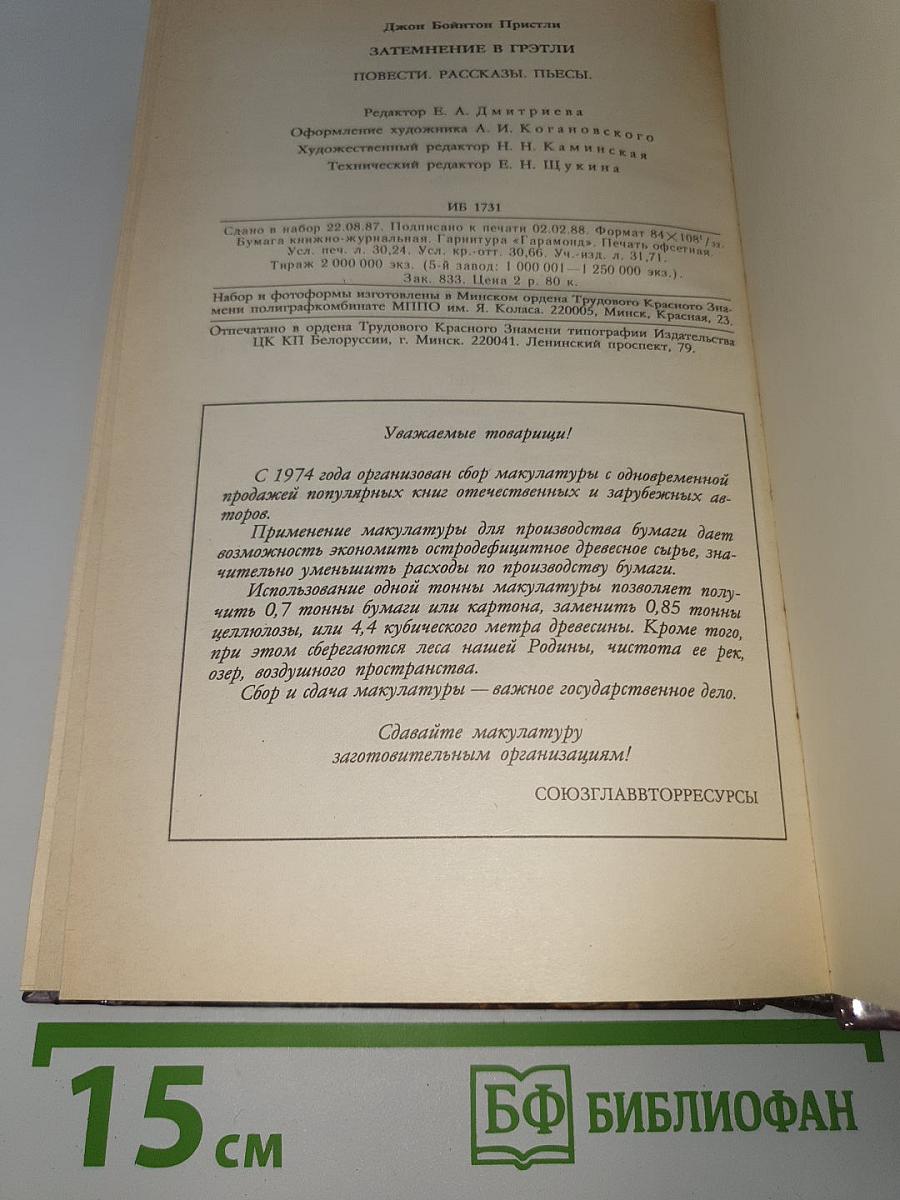 Джон Бойнтон Пристли
ЗАТЕМНЕНИЕ В ГРЭТЛИ
ПОВЕСТИ. РАССКАЗЫ. ПЬЕСЫ.
Редактор Е. А. Дмитриева
Оформление художника А. И. Когановского
Художественный редактор Н. Н. Каминская
Технический редактор Е. Н. Щукина
ИБ 1731
Сдано в набор 22.08.87. Подписано к печати 02.02.88. Формат 84×108¹/₃₂.
Бумага книжно-журнальная. Гарнитура «Гарамонд». Печать офсетная.
Усл. печ. л. 30,24. Усл. кр.-отт. 30,66. Уч.-изд. л. 31,71.
Тираж 2 000 000 экз. (5-й завод: 1 000 001—1 250 000 экз.).
Зак. 833. Цена 2 р. 80 к.
Набор и фотоформы изготовлены в Минском ордена Трудового Красного Зна-
мени полиграфкомбинате МППО им. Я. Коласа. 220005, Минск, Красная, 23.
Отпечатано в ордена Трудового Красного Знамени типографии Издательства
ЦК КП Белоруссии, г. Минск. 220041. Ленинский проспект, 79.
Уважаемые товарищи!
С 1974 года организован сбор макулатуры с одновременной
продажей популярных книг отечественных и зарубежных ав-
торов.
Применение макулатуры для производства бумаги дает
возможность экономить остродефицитное древесное сырье, зна-
чительно уменьшить расходы по производству бумаги.
Использование одной тонны макулатуры позволяет полу-
чить 0,7 тонны бумаги или картона, заменить 0,85 тонны
целлюлозы, или 4,4 кубического метра древесины. Кроме того,
при этом сберегаются леса нашей Родины, чистота ее рек,
озер, воздушного пространства.
Сбор и сдача макулатуры — важное государственное дело.
Сдавайте макулатуру
заготовительным организациям!
СОЮЗГЛАВВТОРРЕСУРСЫ
15 см
БФ БИБЛИОФАН